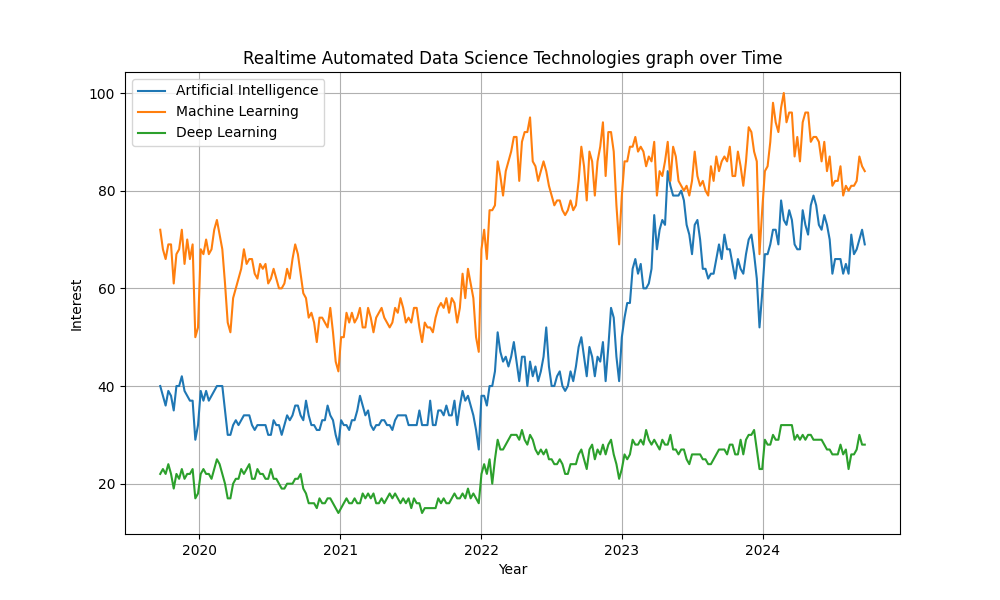 Realtime Automated Data Science Technologies graph over Time
Artificial Intelligence
Machine Learning
Deep Learning
100
80
60
40
20
Interest
2020 2021 2022 2023 2024
Year